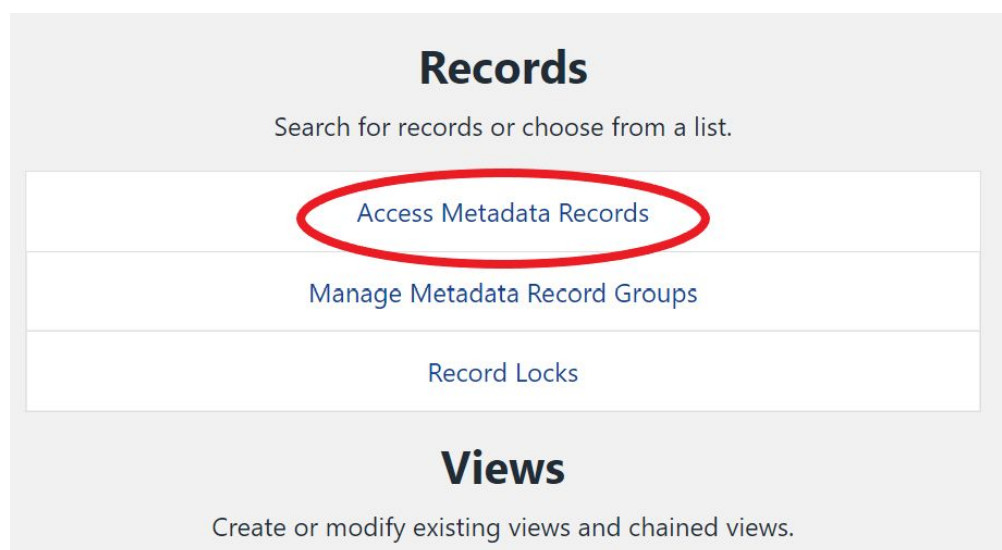 Records
Search for records or choose from a list.
Access Metadata Records
Manage Metadata Record Groups
Record Locks
Views
Create or modify existing views and chained views.